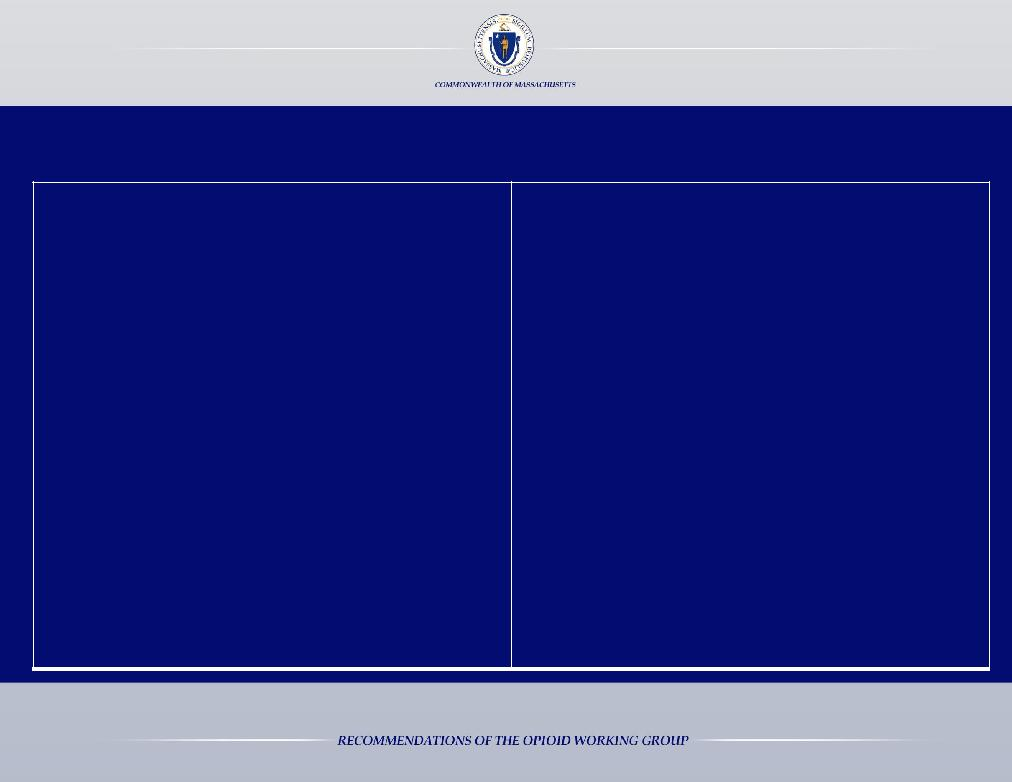 COMMONWEALTH OF MASSACHUSETTS
RECOMMENDATIONS OF THE OPIOID WORKING GROUP